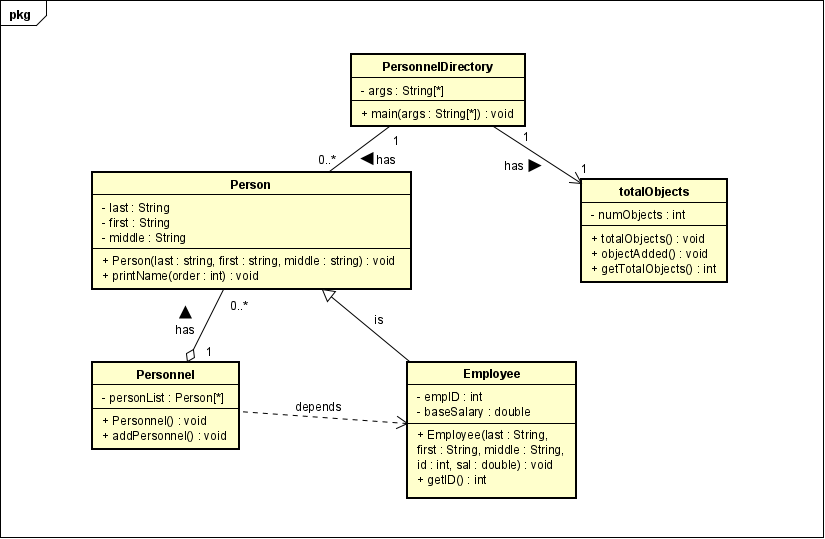 pkg
PersonnelDirectory
- args : String[*]
+ main(args : String[*]) : void
1
1
0..*
has
has
1
Person
- last : String
- first : String
- middle : String
+ Person(last : string, first : string, middle : string) : void
+ printName(order : int) : void
totalObjects
- numObjects : int
+ totalObjects() : void
+ objectAdded() : void
+ getTotalObjects() : int
0..*
has
is
1
Personnel
- personList : Person[*]
+ Personnel() : void
+ addPersonnel() : void
depends
Employee
- empID : int
- baseSalary : double
+ Employee(last : String,
first : String, middle : String,
id : int, sal : double) : void
+ getID() : int